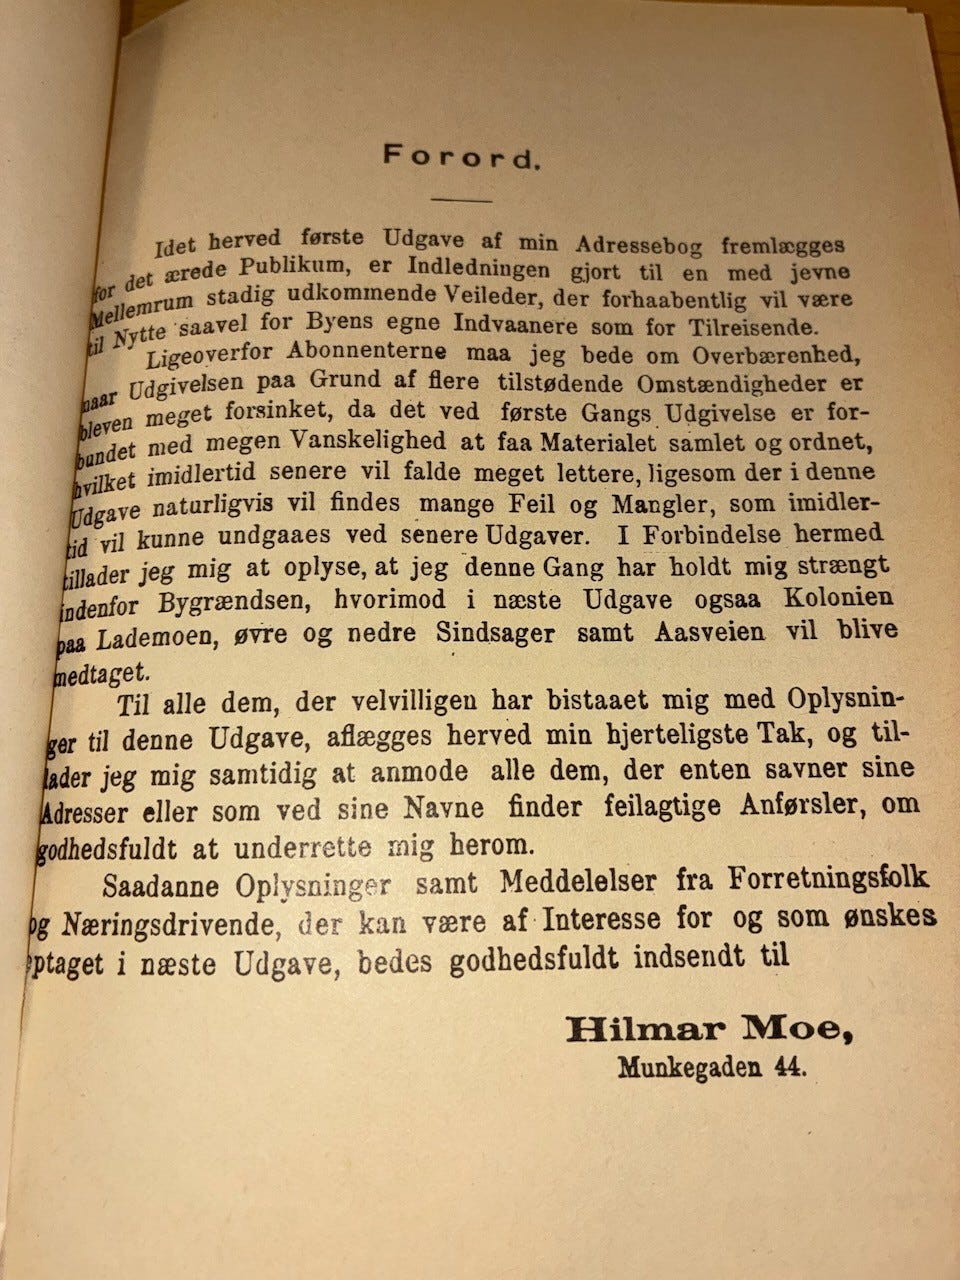 Forord.
Idet herved første Udgave af min Adressebog fremlægges
for det ærede Publikum, er Indledningen gjort til en med jevne
Mellemrum stadig udkommende Veileder, der forhaabentlig vil være
til Nytte saavel for Byens egne Indvaanere som for Tilreisende.
Ligeoverfor Abonnenterne maa jeg bede om Overbærenhed,
naar Udgivelsen paa Grund af flere tilstødende Omstændigheder er
bleven meget forsinket, da det ved første Gangs Udgivelse er for-
bundet med megen Vanskelighed at faa Materialet samlet og ordnet,
hvilket imidlertid senere vil falde meget lettere, ligesom der i denne
Udgave naturligvis vil findes mange Feil og Mangler, som imidler-
tid vil kunne undgaaes ved senere Udgaver. I Forbindelse hermed
tillader jeg mig at oplyse, at jeg denne Gang har holdt mig strængt
indenfor Bygrændsen, hvorimod i næste Udgave ogsaa Kolonien
paa Lademoen, øvre og nedre Sindsager samt Aasveien vil blive
medtaget.
Til alle dem, der velvilligen har bistaaet mig med Oplysnin-
ger til denne Udgave, aflægges herved min hjerteligste Tak, og til-
lader jeg mig samtidig at anmode alle dem, der enten savner sine
Adresser eller som ved sine Navne finder feilagtige Anførsler, om
godhedsfuldt at underrette mig herom.
Saadanne Oplysninger samt Meddelelser fra Forretningsfolk
og Næringsdrivende, der kan være af Interesse for og som ønskes
optaget i næste Udgave, bedes godhedsfuldt indsendt til
Hilmar Moe,
Munkegaden 44.